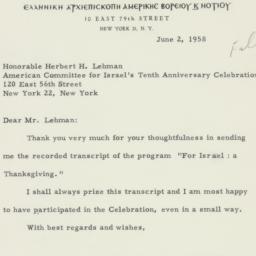 ΕΛΛΗΝΙΚΗ ΑΡΧΙΕΠΙΣΚΟΠΗ ΑΜΕΡΙΚΗΣ ΒΟΡΕΙΟΥ & ΝΟΤΙΟΥ
10 EAST 79th STREET
NEW YORK D, N.Y.
June 2, 1958
Honorable Herbert H. Lehman
American Committee for Israel's Tenth Anniversary Celebration
120 East 56th Street
New York 22, New York
Dear Mr. Lehman:
Thank you very much for your thoughtfulness in sending
me the recorded transcript of the program "For Israel : a
Thanksgiving."
I shall always prize this transcript and I am most happy
to have participated in the Celebration, even in a small way.
With best regards and wishes,